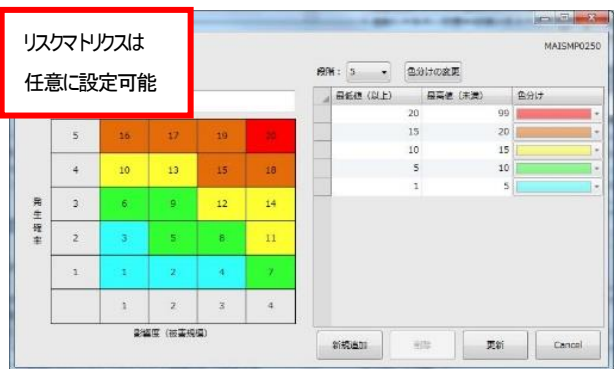 リスクマトリクスは
任意に設定可能
MAISMP0250
段階： 5
色分けの変更
最低値（以上） 最高値（未満） 色分け
20 99
15 20
10 15
5 10
1 5
5 16 17 19 20
4 10 13 15 18
3 6 9 12 14
2 3 5 8 11
1 1 2 4 7
1 2 3 4
発生確率
影響度（被害規模）
新規追加 削除 更新 Cancel